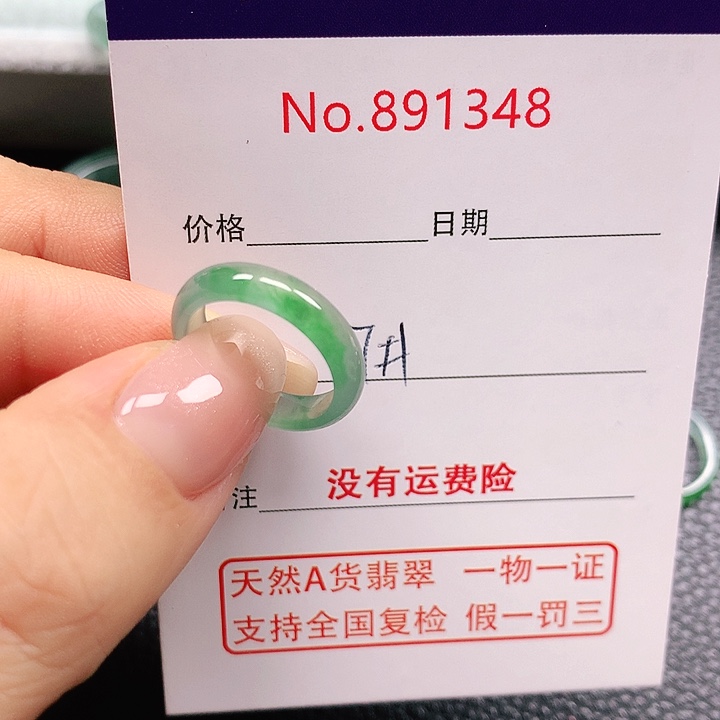 No.891348
价格 日期
7#
注 没有运费险
天然A货翡翠 一物一证
支持全国复检 假一罚三